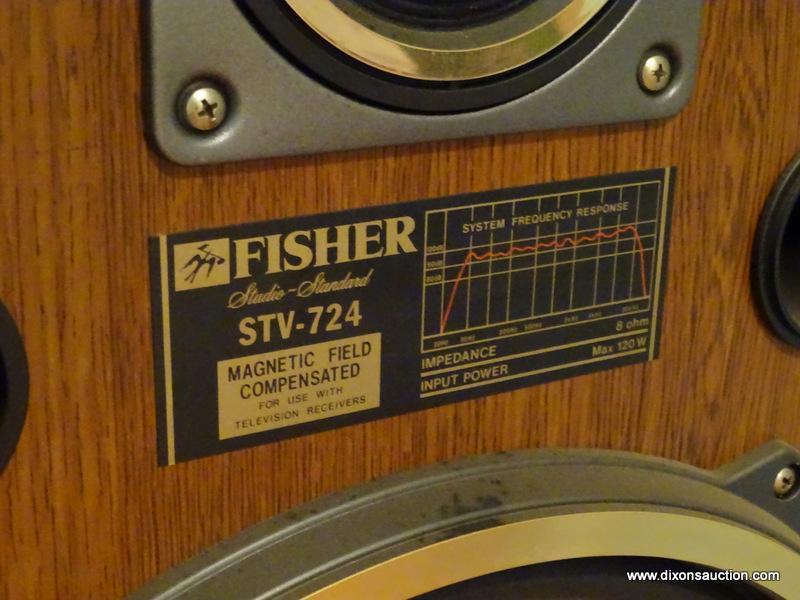 FISHER
Studio-Standard
STV-724
MAGNETIC FIELD
COMPENSATED
FOR USE WITH
TELEVISION RECEIVERS
SYSTEM FREQUENCY RESPONSE
IMPEDANCE 8 ohm
INPUT POWER Max 120 W
www.dixonsauction.com